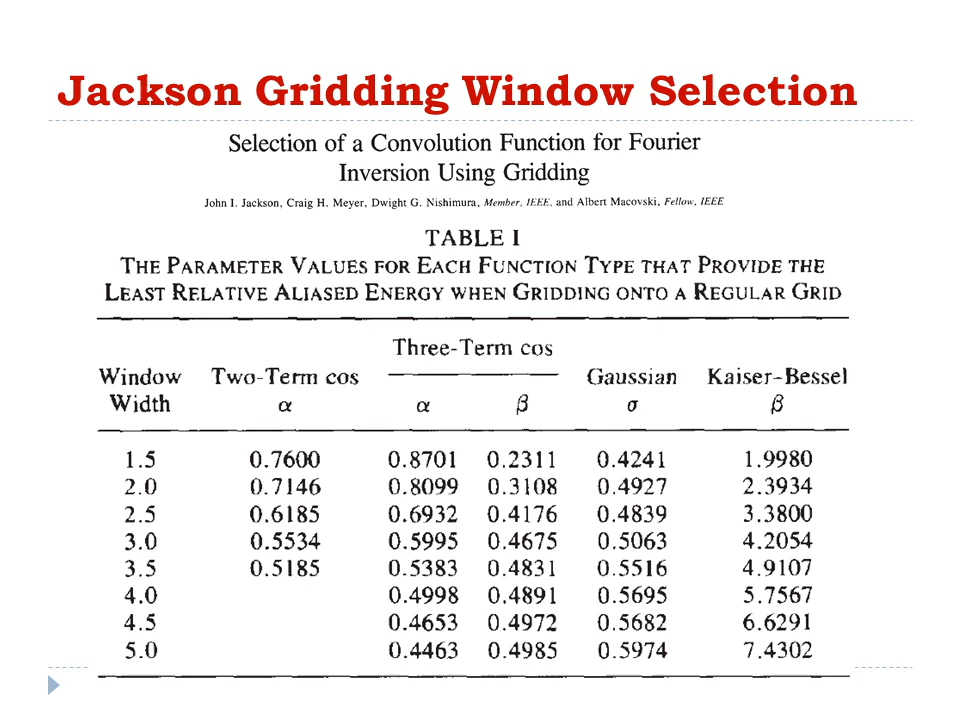 Jackson Gridding Window Selection
Selection of a Convolution Function for Fourier
Inversion Using Gridding
John I. Jackson, Craig H. Meyer, Dwight G. Nishimura, Member, IEEE, and Albert Macovski, Fellow, IEEE
TABLE I
THE PARAMETER VALUES FOR EACH FUNCTION TYPE THAT PROVIDE THE
LEAST RELATIVE ALIASED ENERGY WHEN GRIDDING ONTO A REGULAR GRID
Three-Term cos
Window Two-Term cos Gaussian Kaiser-Bessel
Width α α β σ β
1.5 0.7600 0.8701 0.2311 0.4241 1.9980
2.0 0.7146 0.8099 0.3108 0.4927 2.3934
2.5 0.6185 0.6932 0.4176 0.4839 3.3800
3.0 0.5534 0.5995 0.4675 0.5063 4.2054
3.5 0.5185 0.5383 0.4831 0.5516 4.9107
4.0 0.4998 0.4891 0.5695 5.7567
4.5 0.4653 0.4972 0.5682 6.6291
5.0 0.4463 0.4985 0.5974 7.4302